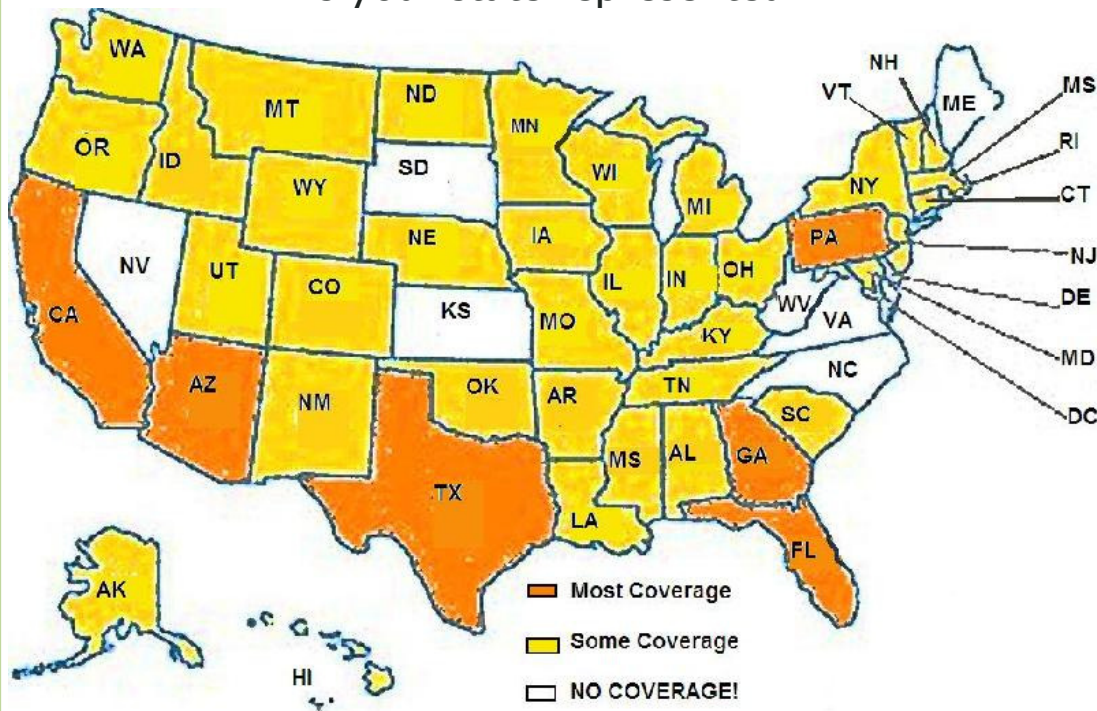 your state represented
WA
MT
ND
MN
NH
VT
ME
MS
RI
OR
ID
WY
SD
WI
MI
NY
CT
NV
UT
CO
NE
IA
IL
IN
OH
PA
NJ
DE
CA
KS
MO
KY
WV
VA
MD
AZ
NM
OK
AR
TN
NC
SC
DC
TX
LA
MS
AL
GA
FL
AK
HI
Most Coverage
Some Coverage
NO COVERAGE!